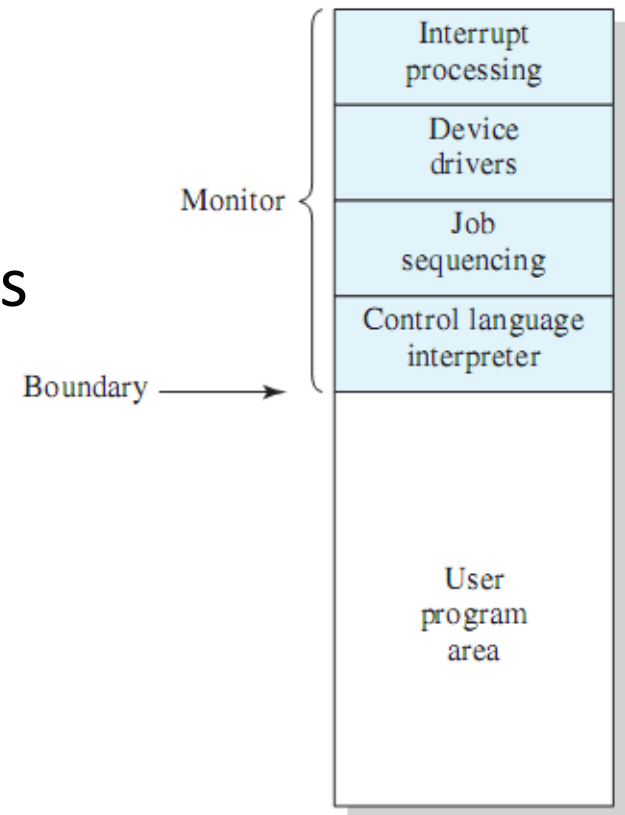 Interrupt
processing
Device
drivers
Monitor
Job
sequencing
s
Control language
interpreter
Boundary
User
program
area